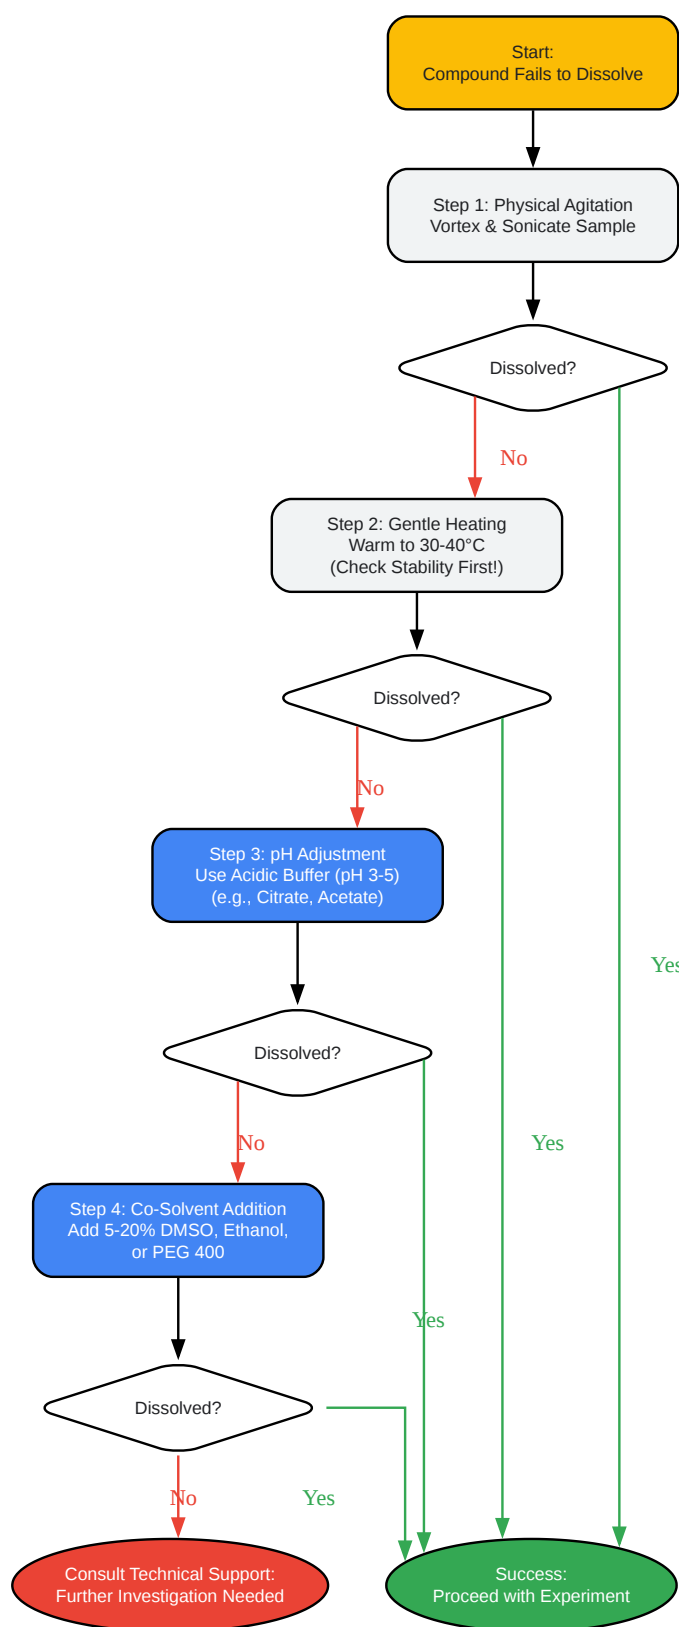 Start:
Compound Fails to Dissolve
Step 1: Physical Agitation
Vortex & Sonicate Sample
Dissolved?
No
Step 2: Gentle Heating
Warm to 30-40°C
(Check Stability First!)
Dissolved?
No
Step 3: pH Adjustment
Use Acidic Buffer (pH 3-5)
(e.g., Citrate, Acetate)
Yes
Dissolved?
No
Yes
Step 4: Co-Solvent Addition
Add 5-20% DMSO, Ethanol,
or PEG 400
Yes
Dissolved?
No
Yes
Consult Technical Support:
Further Investigation Needed
Success:
Proceed with Experiment